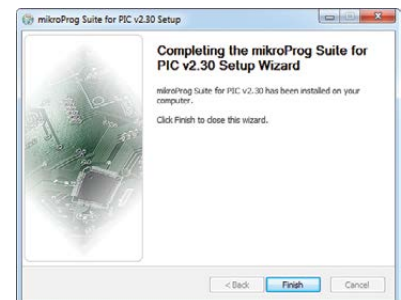 mikroProg Suite for PIC v2.30 Setup
Completing the mikroProg Suite for
PIC v2.30 Setup Wizard
mikroProg Suite for PIC v2.30 has been installed on your
computer.
Click Finish to close this wizard.
< Back Finish Cancel